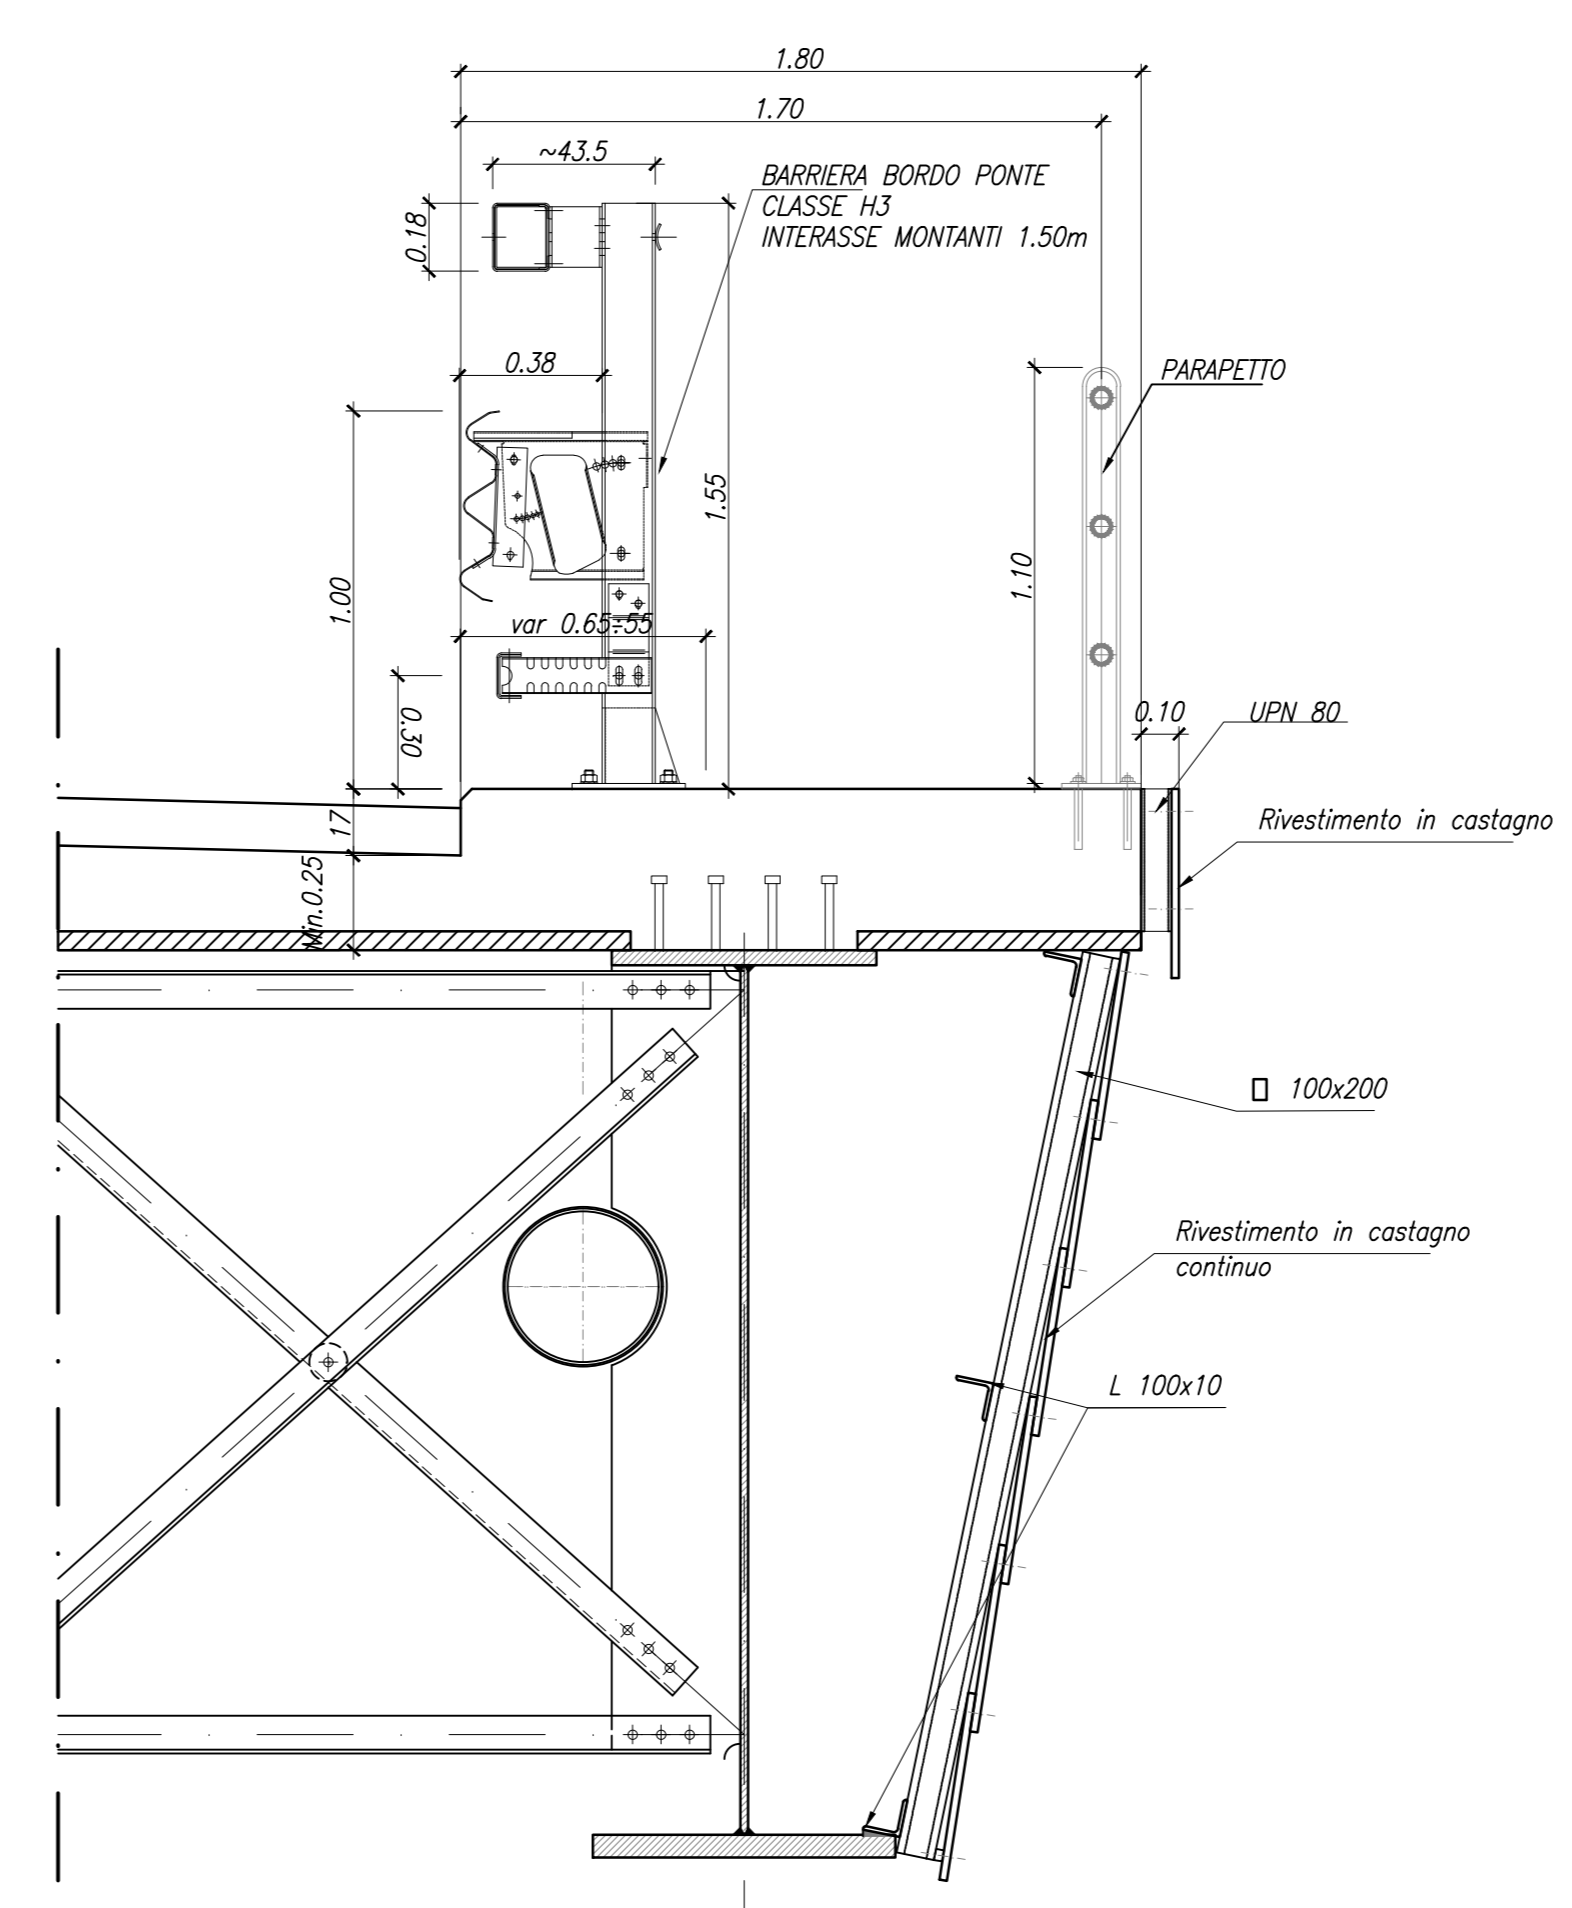 1.80
1.70
~43.5
BARRIERA BORDO PONTE
CLASSE H3
INTERASSE MONTANTI 1.50m
0.18
0.38
PARAPETTO
1.55
1.10
1.00
var 0.65÷55
0.30
0.10
UPN 80
17
Rivestimento in castagno
Min.0.25
100x200
Rivestimento in castagno
continuo
L 100x10